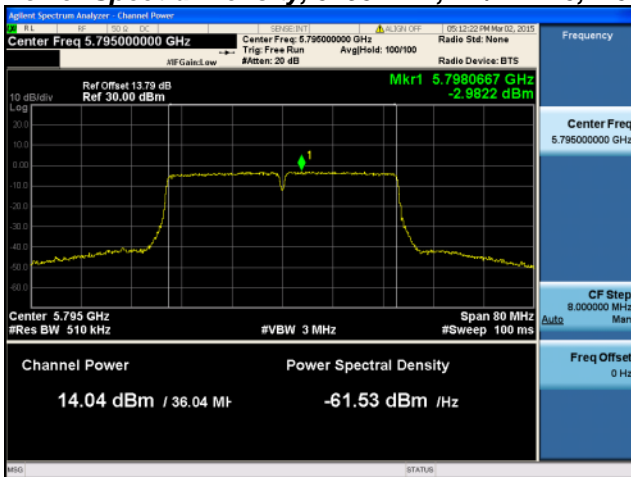 Agilent Spectrum Analyzer - Channel Power
RL RF 50 Ω DC SENSE:INT ALIGN OFF 05:12:22 PM Mar 02, 2015
Center Freq 5.795000000 GHz Center Freq: 5.795000000 GHz Radio Std: None Frequency
Trig: Free Run Avg|Hold: 100/100
#IFGain:Low #Atten: 20 dB Radio Device: BTS
Mkr1 5.7980667 GHz
Ref Offset 13.79 dB
10 dB/div Ref 30.00 dBm -2.9822 dBm
Log
20.0
10.0
1
0.00
-10.0
-20.0
-30.0
-40.0
-50.0
-60.0
Center Freq
5.795000000 GHz
Center 5.795 GHz Span 80 MHz
#Res BW 510 kHz #VBW 3 MHz #Sweep 100 ms
CF Step
8.000000 MHz
Auto Man
Channel Power Power Spectral Density
14.04 dBm / 36.04 MH -61.53 dBm /Hz
Freq Offset
0 Hz
MSG STATUS